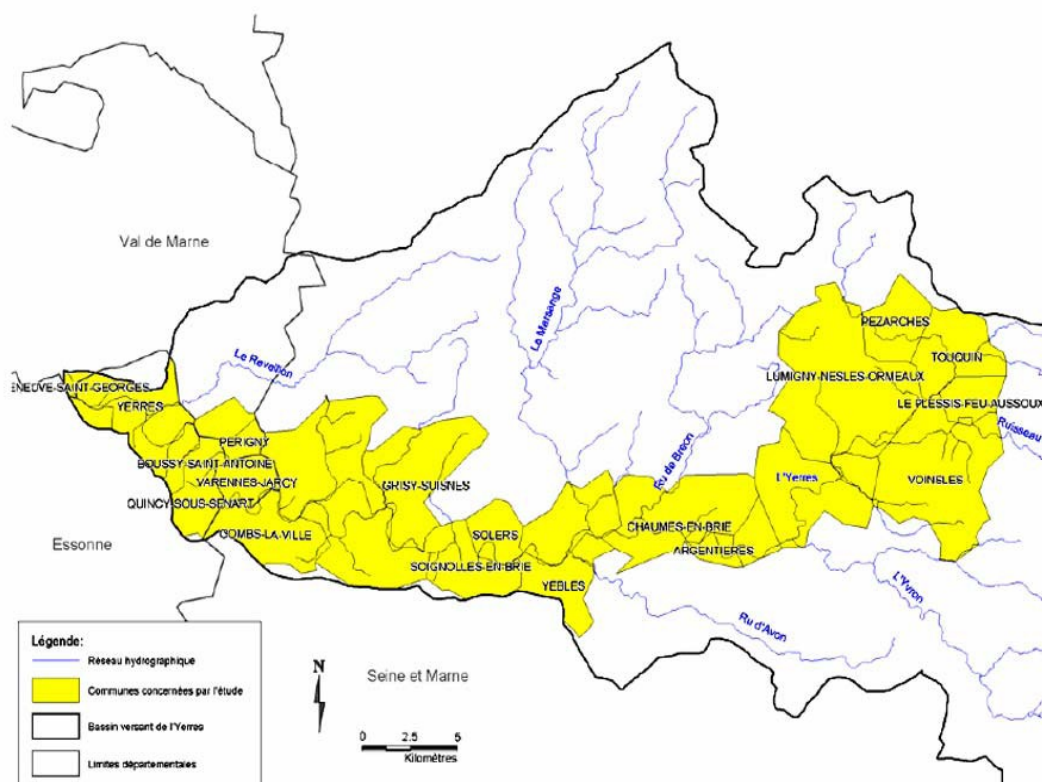 Val de Marne
Le Reveillon
La Marsange
PEZARCHES
TOUQUIN
LUMIGNY-NESLES-ORMEAUX
LE PLESSIS-FEU-AUSSOUX
Ruisseau
ENEUVE-SAINT-GEORGES
YERRES
PERIGNY
BOUSSY-SAINT-ANTOINE
VARENNES-JARCY
QUINCY-SOUS-SENART
GRISY-SUISNES
Ru de Breon
L'Yerres
VOINSLES
Essonne
COMBS-LA-VILLE
SOLERS
CHAUMES-EN-BRIE
ARGENTIERES
SOIGNOLLES-EN-BRIE
YEBLES
L'Yvron
Ru d'Avon
Légende:
Réseau hydrographique
Communes concernées par l'étude
Bassin versant de l'Yerres
Limites départementales
N
Seine et Marne
0 2.5 5
Kilomètres